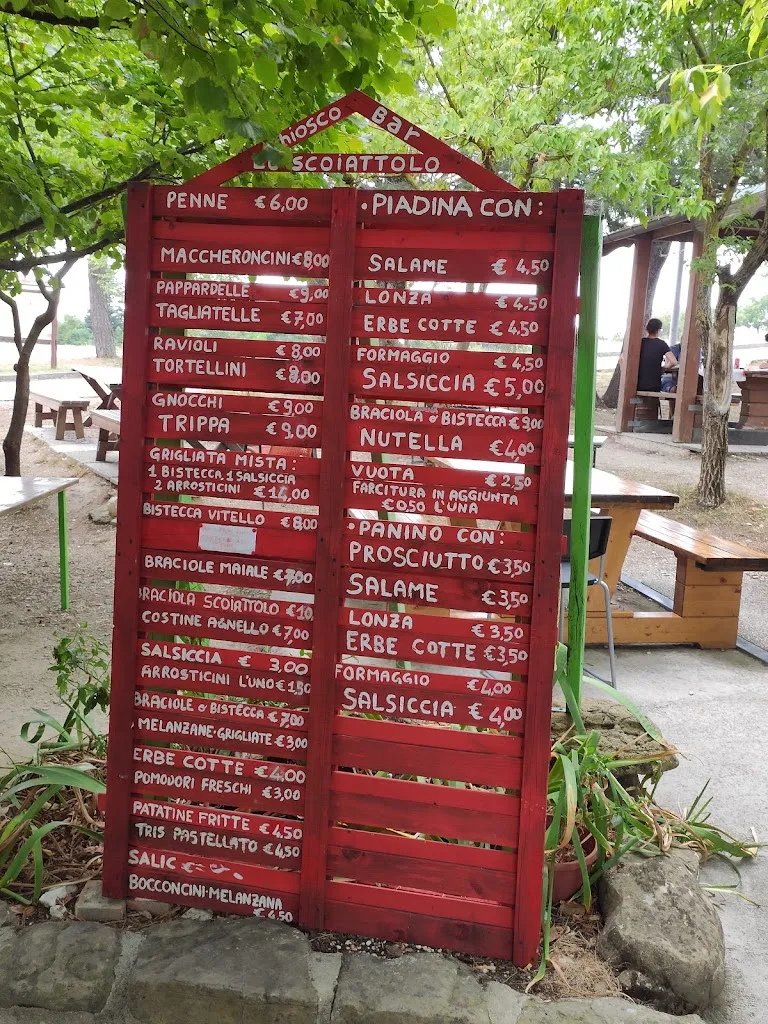 hiosco Bar
SCOIATTOLO
PENNE €6,00
MACCHERONCINI €8,00
PAPPARDELLE €9,00
TAGLIATELLE €7,00
RAVIOLI €8,00
TORTELLINI €8,00
GNOCCHI €9,00
TRIPPA €9,00
GRIGLIATA MISTA:
1 BISTECCA 1 SALSICCIA
2 ARROSTICINI €14,00
BISTECCA VITELLO €8,00
BRACIOLE MAIALE €7,00
BRACIOLA SCOIATTOLO €10
COSTINE AGNELLO €7,00
SALSICCIA € 3,00
ARROSTICINI L'UNO €1,50
BRACIOLE O BISTECCA €7,00
MELANZANE GRIGLIATE €3,00
ERBE COTTE €4,00
POMODORI FRESCHI €3,00
PATATINE FRITTE €4,50
TRIS PASTELLATO €4,50
SALIC €
BOCCONCINI MELANZANA
€4,50
• PIADINA CON:
SALAME € 4,50
LONZA € 4,50
ERBE COTTE € 4,50
FORMAGGIO € 4,50
SALSICCIA € 5,00
BRACIOLA O BISTECCA €9,00
NUTELLA €4,00
VUOTA € 2,50
FARCITURA IN AGGIUNTA
€0,50 L'UNA
• PANINO CON:
PROSCIUTTO €3,50
SALAME €3,50
LONZA €3,50
ERBE COTTE €3,50
FORMAGGIO €4,00
SALSICCIA €4,00